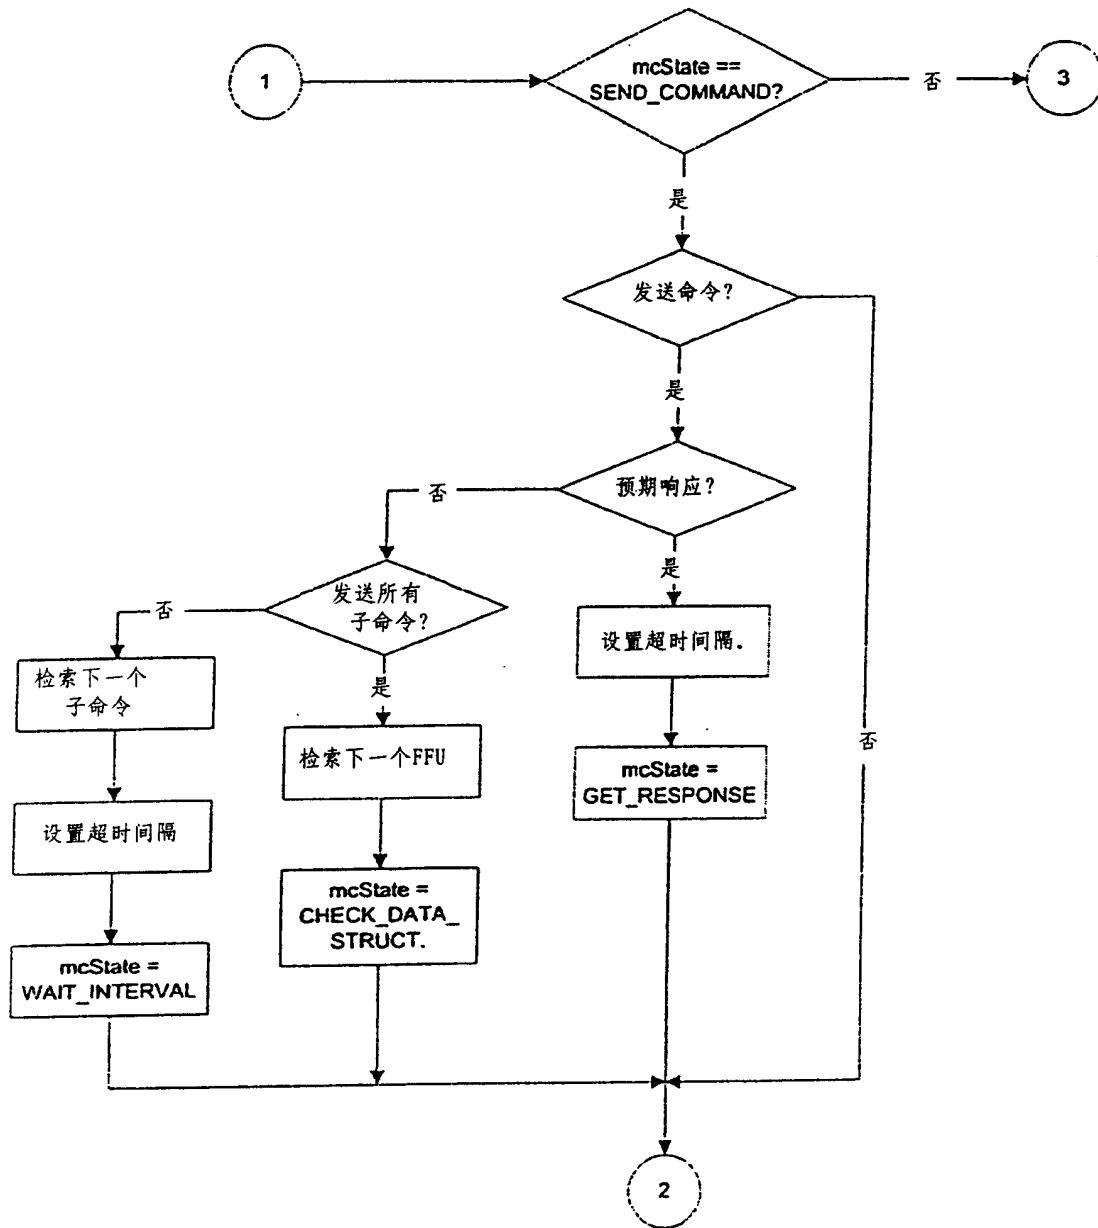 1
mcState ==
SEND_COMMAND?
否
3
是
发送命令?
是
预期响应?
否
是
发送所有
子命令?
否
设置超时间隔.
检索下一个
子命令
是
否
检索下一个FFU
mcState =
GET_RESPONSE
设置超时间隔
mcState =
CHECK_DATA_
STRUCT.
mcState =
WAIT_INTERVAL
2